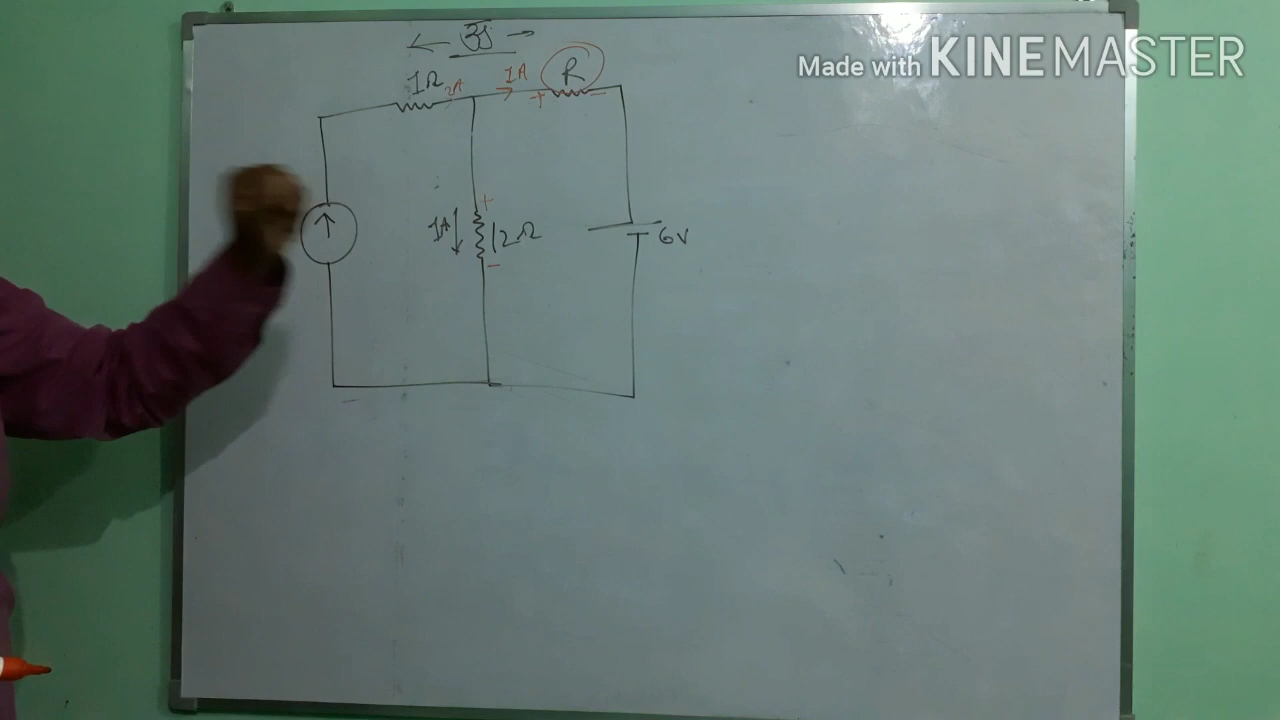 Made with KINEMASTER
1Ω
2A
1A
R
+
-
1A
+
12Ω
-
6V